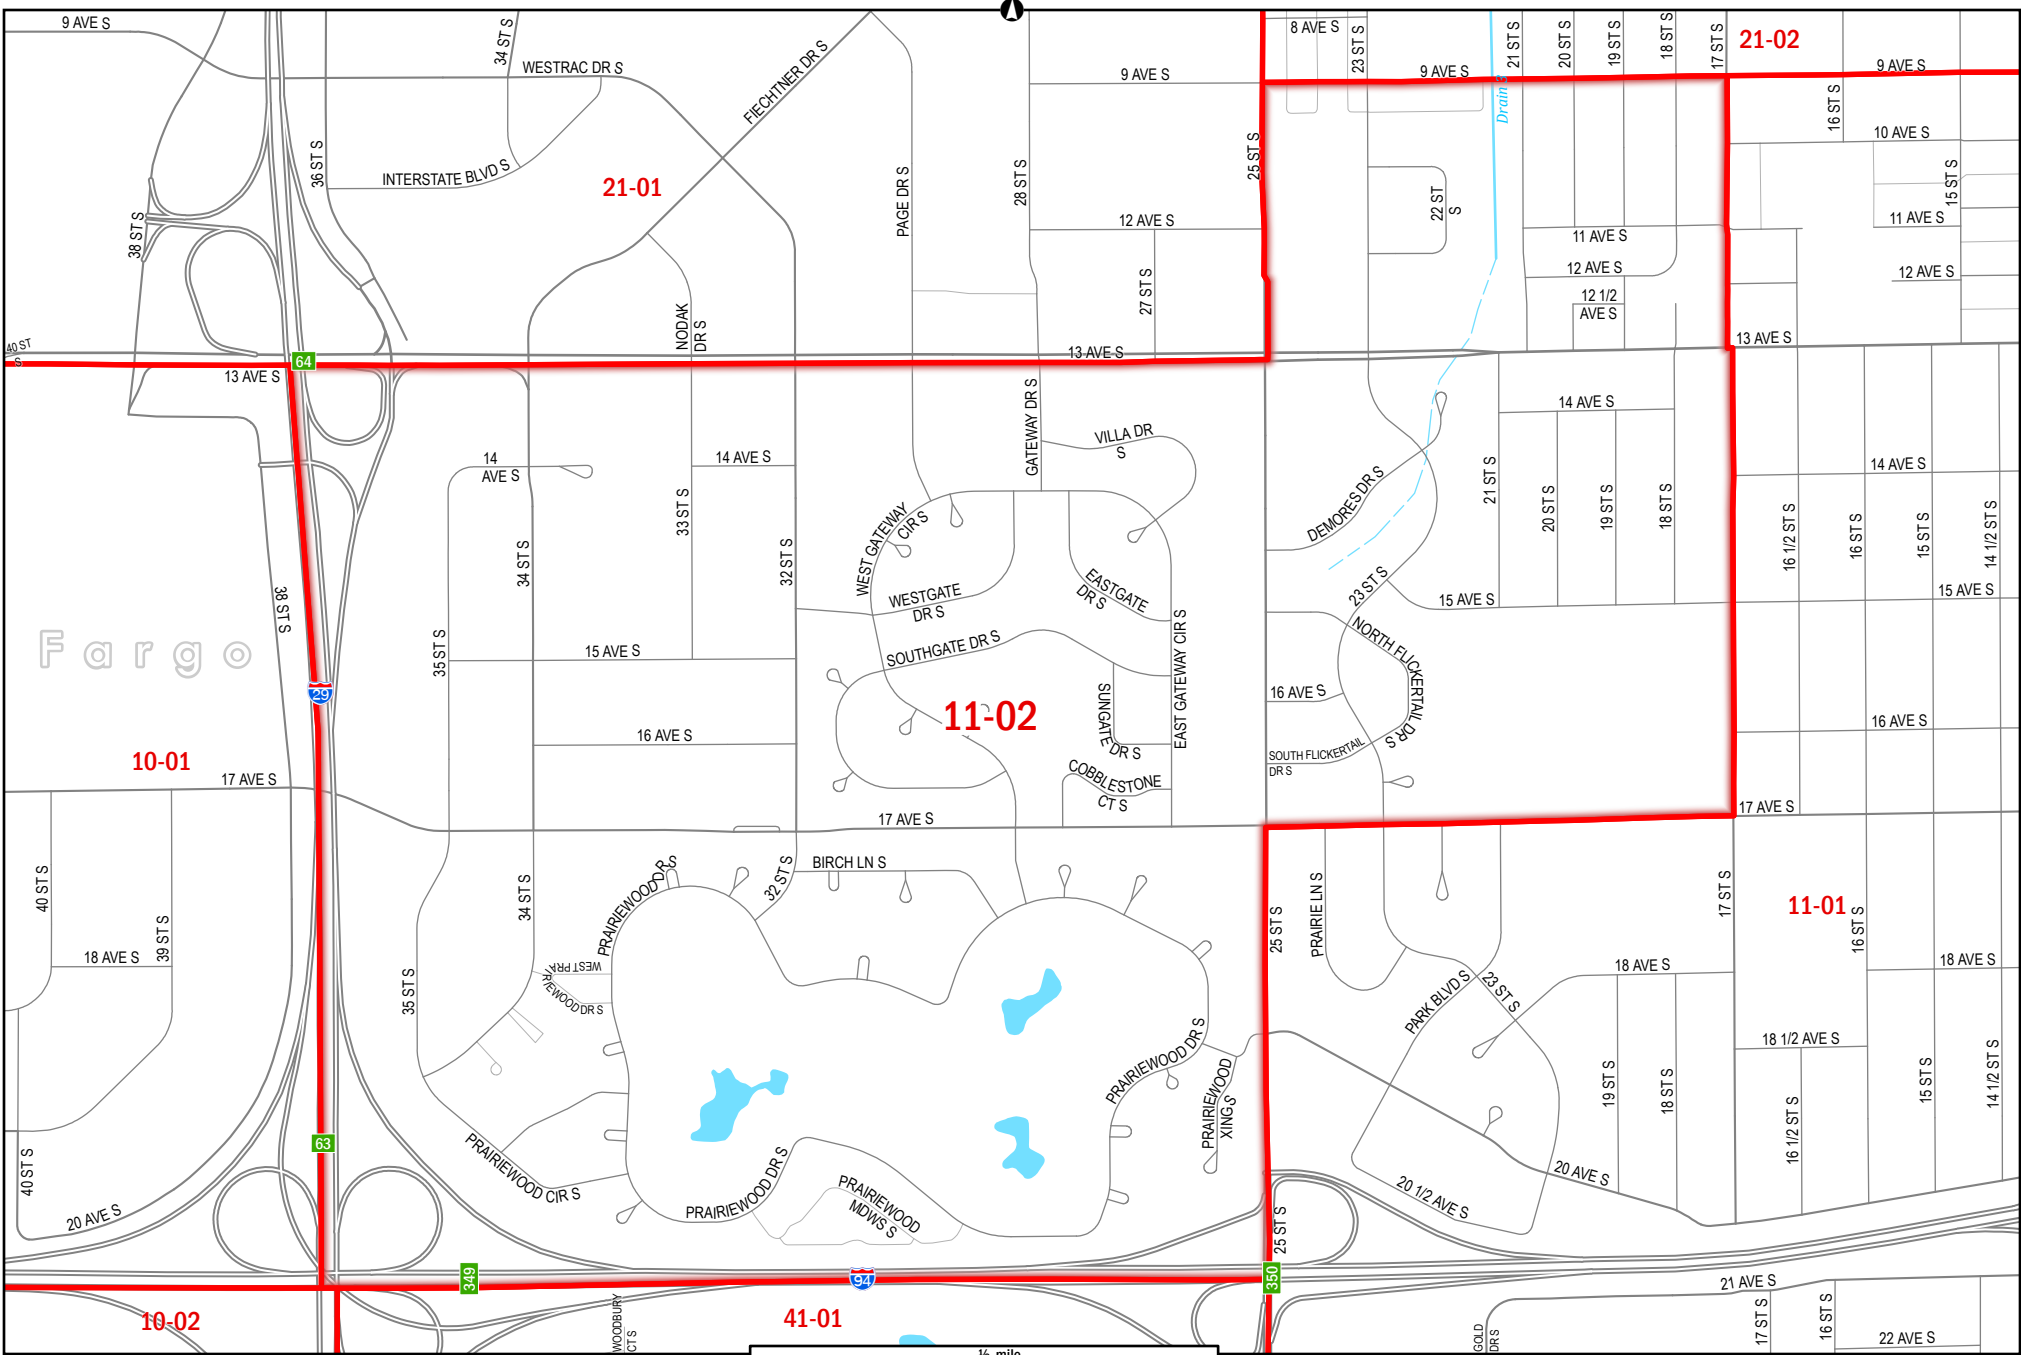 9 AVE S
34 ST S
WESTRAC DR S
FIECHTNER DR S
36 ST S
INTERSTATE BLVD S
21-01
38 ST S
PAGE DR S
28 ST S
9 AVE S
12 AVE S
27 ST S
25 ST S
NODAK
DR S
8 AVE S
23 ST S
9 AVE S
21 ST S
20 ST S
19 ST S
18 ST S
17 ST S
21-02
9 AVE S
Drain 3
16 ST S
10 AVE S
15 ST S
11 AVE S
12 AVE S
22 ST
S
11 AVE S
12 AVE S
12 1/2
AVE S
13 AVE S
40 ST
S
64
13 AVE S
13 AVE S
GATEWAY DR S
VILLA DR
S
14
AVE S
14 AVE S
33 ST S
34 ST S
32 ST S
WEST GATEWAY
CIR S
WESTGATE
DR S
EASTGATE
DR S
SOUTHGATE DR S
SUNGATE
DR S
EAST GATEWAY CIR S
COBBLESTONE
CT S
11-02
DEMORES DR S
14 AVE S
21 ST S
20 ST S
19 ST S
18 ST S
23 ST S
15 AVE S
NORTH FLICKERTAIL DR S
16 AVE S
SOUTH FLICKERTAIL
DR S
14 AVE S
16 1/2 ST S
16 ST S
15 ST S
14 1/2 ST S
15 AVE S
16 AVE S
17 AVE S
38 ST S
Fargo
29
35 ST S
15 AVE S
16 AVE S
10-01
17 AVE S
17 AVE S
40 ST S
39 ST S
18 AVE S
35 ST S
34 ST S
PRAIRIEWOOD
DR S
32 ST S
BIRCH LN S
25 ST S
PRAIRIE LN S
17 ST S
11-01
16 ST S
18 AVE S
18 AVE S
PARK BLVD S
23 ST S
18 1/2 AVE S
19 ST S
18 ST S
16 1/2 ST S
15 ST S
14 1/2 ST S
PRAIRIEWOOD DR S
PRAIRIEWOOD
XING S
63
40 ST S
20 AVE S
PRAIRIEWOOD CIR S
PRAIRIEWOOD DR S
PRAIRIEWOOD
MDWS S
25 ST S
20 1/2 AVE S
20 AVE S
349
94
350
21 AVE S
10-02
WOODBURY
CT S
41-01
GOLD
DR S
17 ST S
16 ST S
22 AVE S